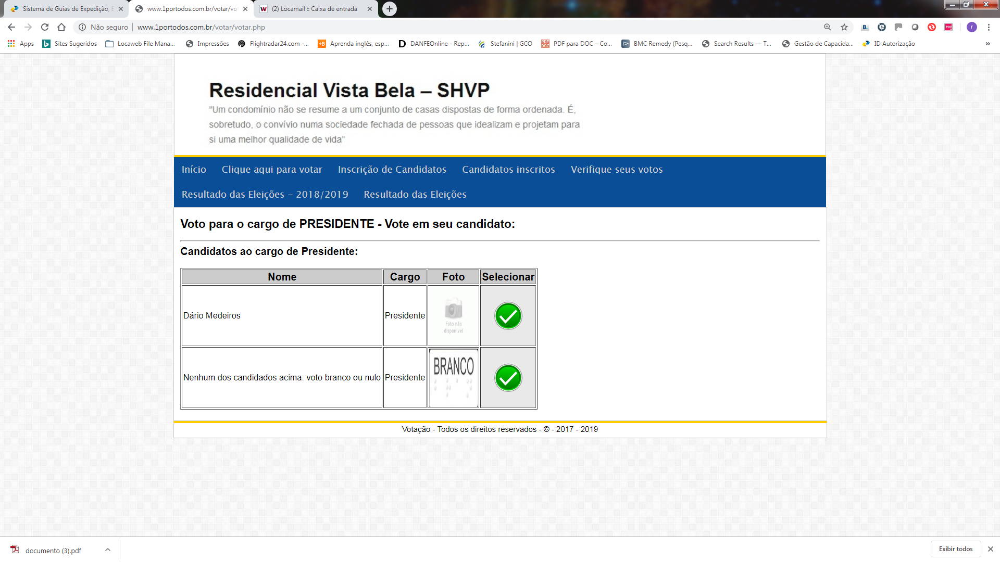 Sistema de Guias de Expedição, E
www.1portodos.com.br/votar/vot
(2) Locamail :: Caixa de entrada
Não seguro
www.1portodos.com.br/votar/votar.php
B.
PDF
r
Apps
Sites Sugeridos
Locaweb File Mana...
Impressões
Flightradar24.com -...
+B
Aprenda inglês, esp...
D
DANFEOnline - Rep...
Stefanini | GCO
PDF para DOC – Co...
BMC Remedy (Pesq...
Search Results — T...
Gestão de Capacida...
ID Autorização
Residencial Vista Bela – SHVP
"Um condomínio não se resume a um conjunto de casas dispostas de forma ordenada. É,
sobretudo, o convívio numa sociedade fechada de pessoas que idealizam e projetam para
si uma melhor qualidade de vida"
Início
Clique aqui para votar
Inscrição de Candidatos
Candidatos inscritos
Verifique seus votos
Resultado das Eleições – 2018/2019
Resultado das Eleições
Voto para o cargo de PRESIDENTE - Vote em seu candidato:
Candidatos ao cargo de Presidente:
Nome
Cargo
Foto
Selecionar
Dário Medeiros
Presidente
Foto não
disponível
Nenhum dos candidados acima: voto branco ou nulo
Presidente
BRANCO
Votação - Todos os direitos reservados - © - 2017 - 2019
documento (3).pdf
Exibir todos